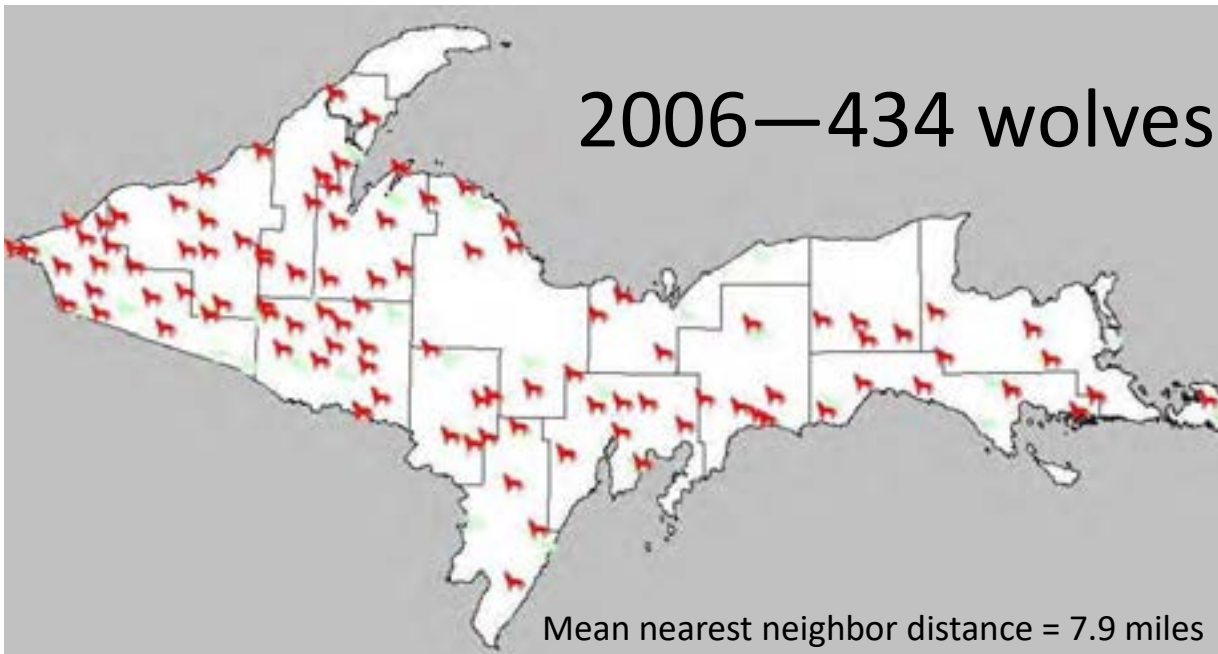 2006—434 wolves
Mean nearest neighbor distance = 7.9 miles